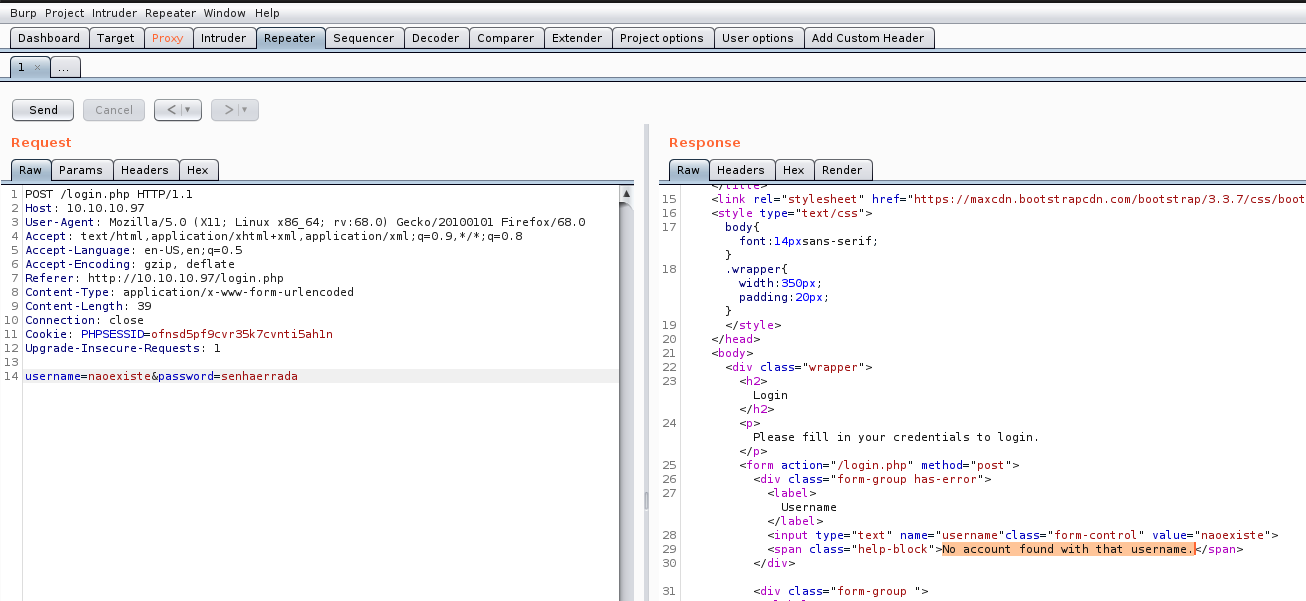 Burp Project Intruder Repeater Window Help
Dashboard Target Proxy Intruder Repeater Sequencer Decoder Comparer Extender Project options User options Add Custom Header
1 × ...
Send Cancel < ▼ > ▼
Request
Raw Params Headers Hex
1 POST /login.php HTTP/1.1
2 Host: 10.10.10.97
3 User-Agent: Mozilla/5.0 (X11; Linux x86_64; rv:68.0) Gecko/20100101 Firefox/68.0
4 Accept: text/html,application/xhtml+xml,application/xml;q=0.9,*/*;q=0.8
5 Accept-Language: en-US,en;q=0.5
6 Accept-Encoding: gzip, deflate
7 Referer: http://10.10.10.97/login.php
8 Content-Type: application/x-www-form-urlencoded
9 Content-Length: 39
10 Connection: close
11 Cookie: PHPSESSID=ofnsd5pf9cvr35k7cvnti5ah1n
12 Upgrade-Insecure-Requests: 1
13
14 username=naoexiste&password=senhaerrada
Response
Raw Headers Hex Render
</title>
15 <link rel="stylesheet" href="https://maxcdn.bootstrapcdn.com/bootstrap/3.3.7/css/boot
16 <style type="text/css">
17 body{
font:14pxsans-serif;
}
18 .wrapper{
width:350px;
padding:20px;
}
19 </style>
20 </head>
21 <body>
22 <div class="wrapper">
23 <h2>
Login
</h2>
24 <p>
Please fill in your credentials to login.
</p>
25 <form action="/login.php" method="post">
26 <div class="form-group has-error">
27 <label>
Username
</label>
28 <input type="text" name="username"class="form-control" value="naoexiste">
29 <span class="help-block">No account found with that username.</span>
30 </div>
31 <div class="form-group ">